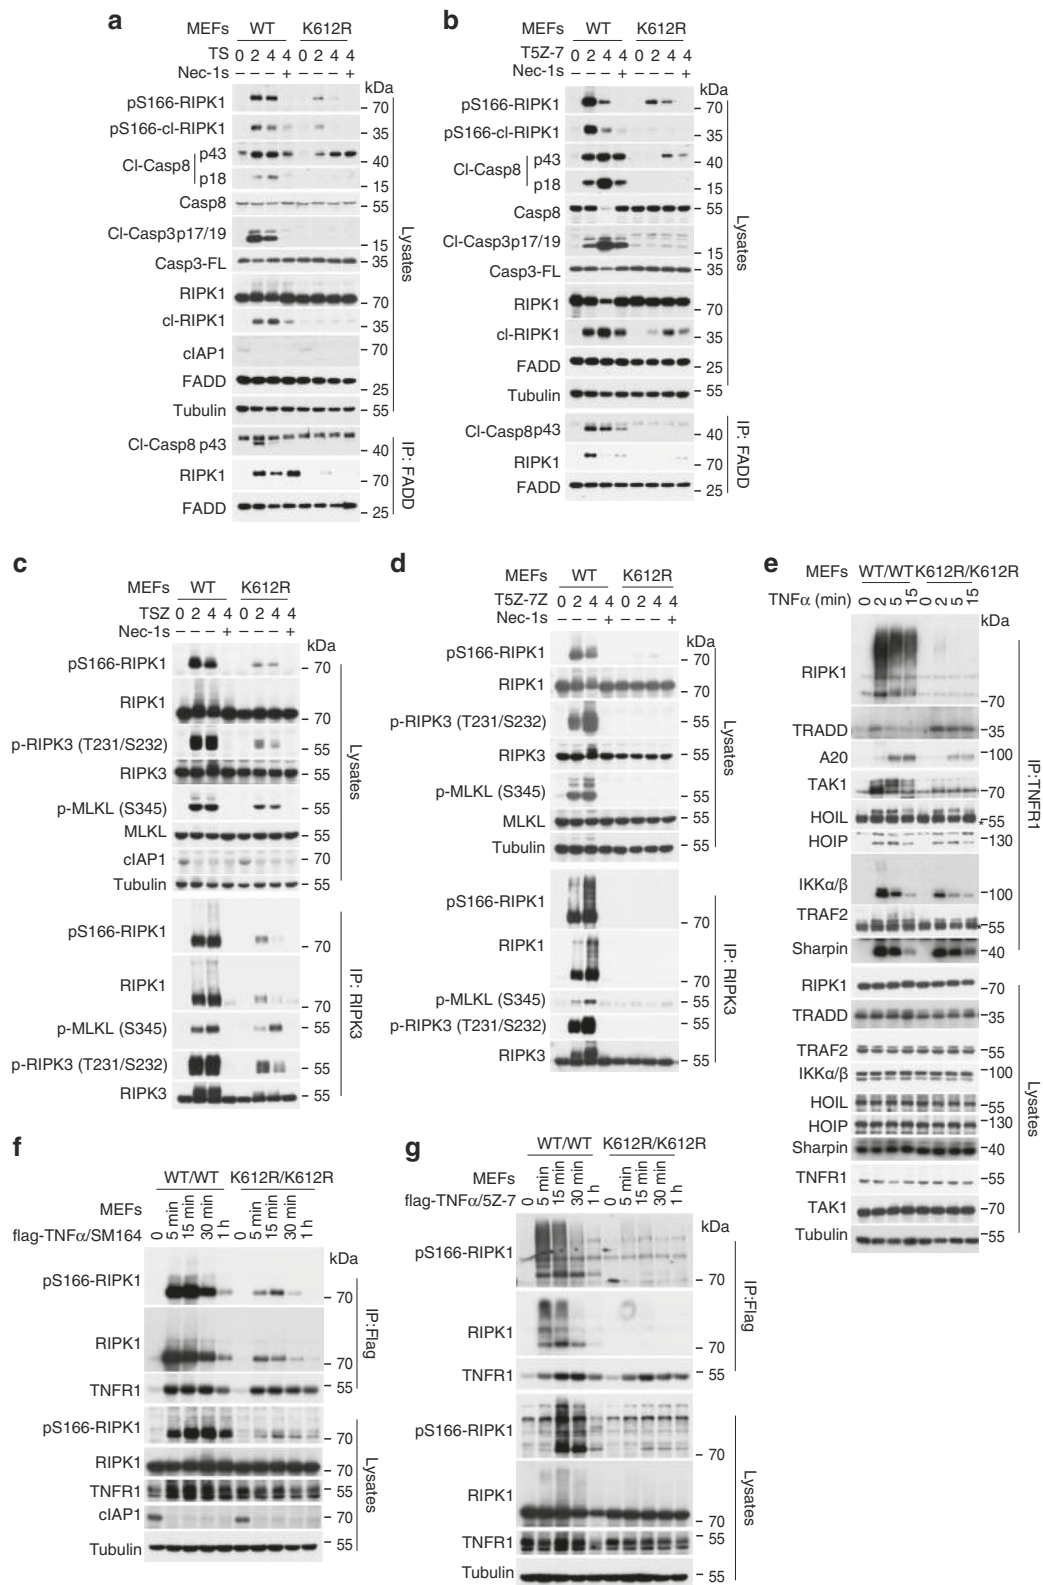 a
MEFs WT K612R
TS 0 2 4 4 0 2 4 4
Nec-1s – – – + – – – +
kDa
pS166-RIPK1 70
pS166-cl-RIPK1 35
Cl-Casp8 p43 40
p18 15
Casp8 55
Cl-Casp3p17/19 15
Casp3-FL 35
RIPK1 70
cl-RIPK1 35
cIAP1 70
FADD 25
Tubulin 55
Lysates
Cl-Casp8 p43 40
RIPK1 70
FADD 25
IP: FADD
b
MEFs WT K612R
T5Z-7 0 2 4 4 0 2 4 4
Nec-1s – – – + – – – +
kDa
pS166-RIPK1 70
pS166-cl-RIPK1 35
Cl-Casp8 p43 40
p18 15
Casp8 55
Cl-Casp3p17/19 15
Casp3-FL 35
RIPK1 70
cl-RIPK1 35
FADD 25
Tubulin 55
Lysates
Cl-Casp8p43 40
RIPK1 70
FADD 25
IP: FADD
c
MEFs WT K612R
TSZ 0 2 4 4 0 2 4 4
Nec-1s – – – + – – – +
kDa
pS166-RIPK1 70
RIPK1 70
p-RIPK3 (T231/S232) 55
RIPK3 55
p-MLKL (S345) 55
MLKL 55
cIAP1 70
Tubulin 55
Lysates
pS166-RIPK1 70
RIPK1 70
p-MLKL (S345) 55
p-RIPK3 (T231/S232) 55
RIPK3 55
IP: RIPK3
d
MEFs WT K612R
T5Z-7Z 0 2 4 4 0 2 4 4
Nec-1s – – – + – – – +
kDa
pS166-RIPK1 70
RIPK1 70
p-RIPK3 (T231/S232) 55
RIPK3 55
p-MLKL (S345) 55
MLKL 55
Tubulin 55
Lysates
pS166-RIPK1 70
RIPK1 70
p-MLKL (S345) 55
p-RIPK3 (T231/S232) 55
RIPK3 55
IP: RIPK3
e
MEFs WT/WT K612R/K612R
TNFα (min) 0 2 5 15 0 2 5 15
kDa
RIPK1 70
TRADD 35
A20 100
TAK1 70
HOIL 55
HOIP 130
IKKα/β 100
TRAF2 55
Sharpin 40
IP:TNFR1
RIPK1 70
TRADD 35
TRAF2 55
IKKα/β 100
HOIL 55
HOIP 130
Sharpin 40
TNFR1 55
TAK1 70
Tubulin 55
Lysates
f
WT/WT K612R/K612R
MEFs
flag-TNFα/SM164 0 5 min 15 min 30 min 1 h 0 5 min 15 min 30 min 1 h
kDa
pS166-RIPK1 70
RIPK1 70
TNFR1 55
IP:Flag
pS166-RIPK1 70
RIPK1 70
TNFR1 55
cIAP1 70
Tubulin 55
Lysates
g
WT/WT K612R/K612R
MEFs
flag-TNFα/5Z-7 0 5 min 15 min 30 min 1 h 0 5 min 15 min 30 min 1 h
kDa
pS166-RIPK1 70
RIPK1 70
TNFR1 55
IP:Flag
pS166-RIPK1 70
RIPK1 70
TNFR1 55
Tubulin 55
Lysates